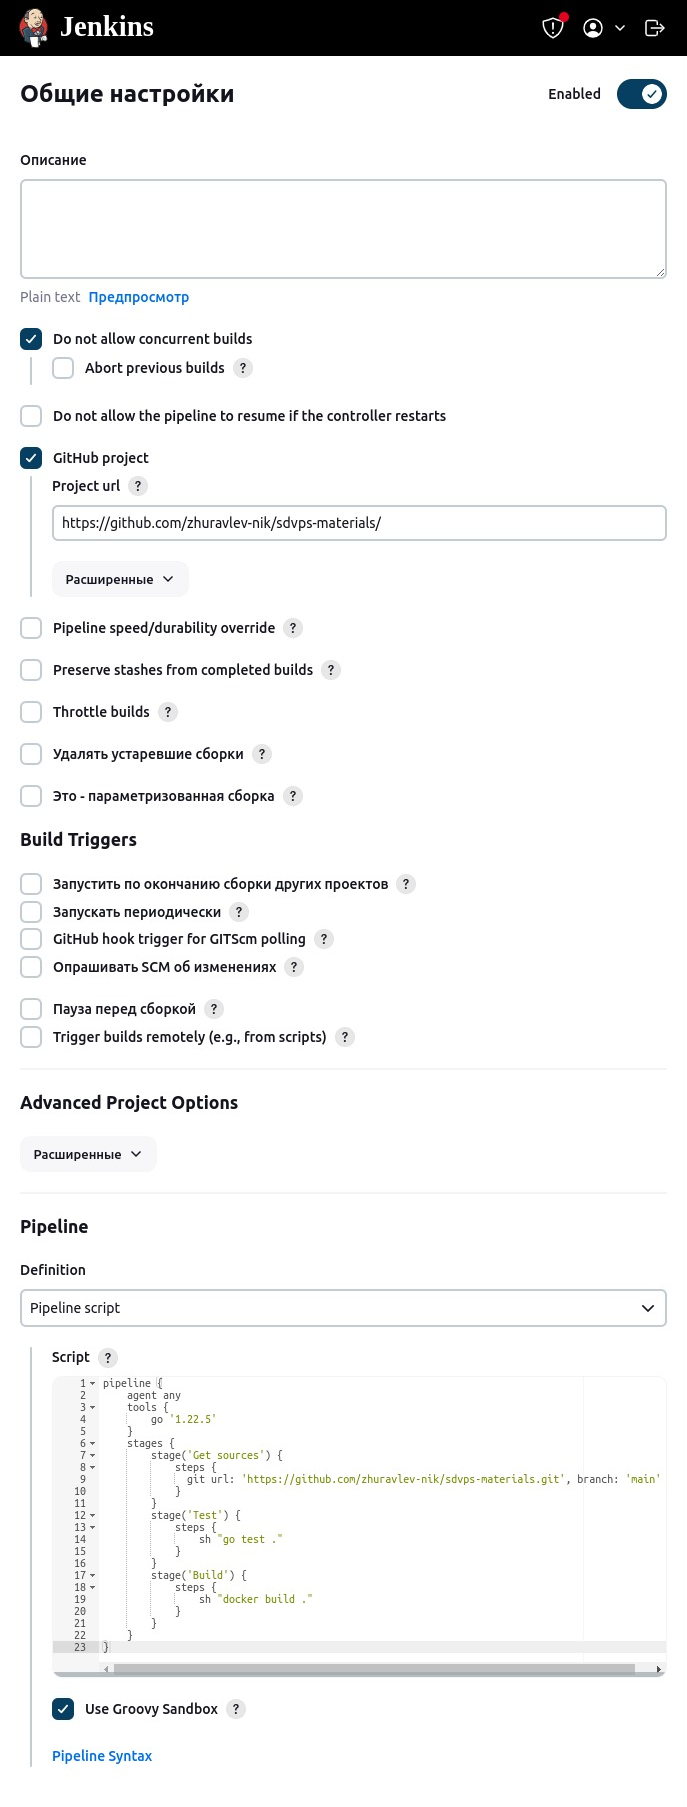 Jenkins
Общие настройки
Enabled
Описание
Plain text Предпросмотр
Do not allow concurrent builds
Abort previous builds ?
Do not allow the pipeline to resume if the controller restarts
GitHub project
Project url ?
https://github.com/zhuravlev-nik/sdvps-materials/
Расширенные
Pipeline speed/durability override ?
Preserve stashes from completed builds ?
Throttle builds ?
Удалять устаревшие сборки ?
Это - параметризованная сборка ?
Build Triggers
Запустить по окончанию сборки других проектов ?
Запускать периодически ?
GitHub hook trigger for GITScm polling ?
Опрашивать SCM об изменениях ?
Пауза перед сборкой ?
Trigger builds remotely (e.g., from scripts) ?
Advanced Project Options
Расширенные
Pipeline
Definition
Pipeline script
Script ?
1 pipeline {
2 agent any
3 tools {
4 go '1.22.5'
5 }
6 stages {
7 stage('Get sources') {
8 steps {
9 git url: 'https://github.com/zhuravlev-nik/sdvps-materials.git', branch: 'main'
10 }
11 }
12 stage('Test') {
13 steps {
14 sh "go test ."
15 }
16 }
17 stage('Build') {
18 steps {
19 sh "docker build ."
20 }
21 }
22 }
23 }
Use Groovy Sandbox ?
Pipeline Syntax